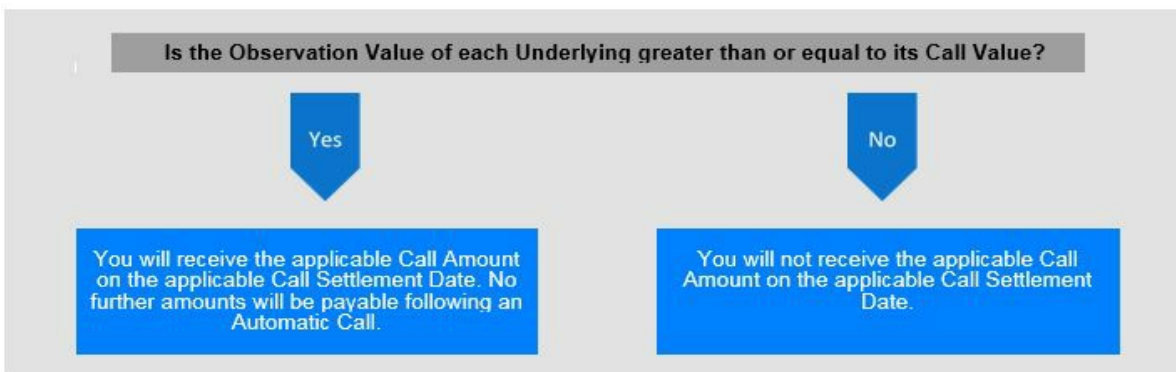 Is the Observation Value of each Underlying greater than or equal to its Call Value?
Yes
No
You will receive the applicable Call Amount
on the applicable Call Settlement Date. No
further amounts will be payable following an
Automatic Call.
You will not receive the applicable Call
Amount on the applicable Call Settlement
Date.